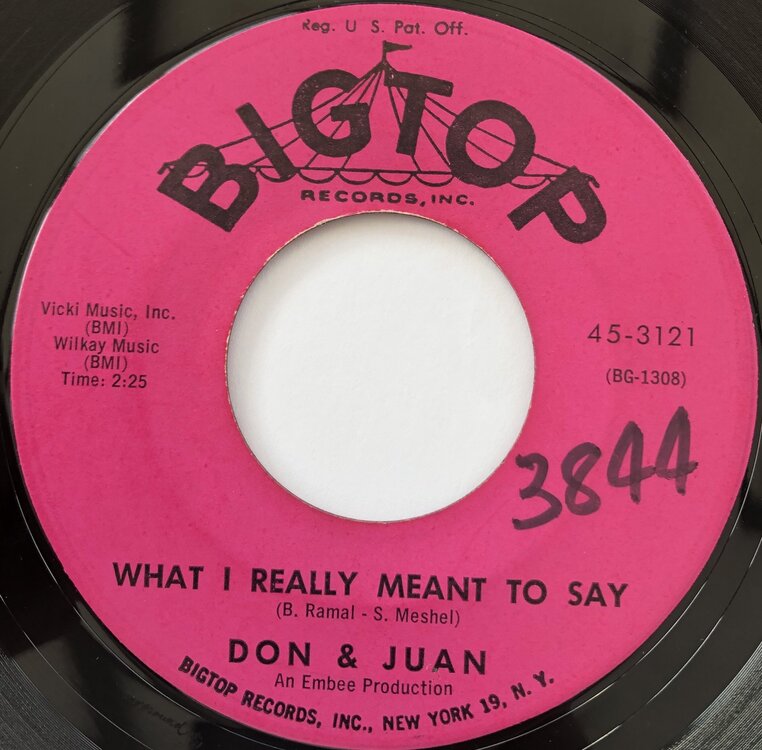 Reg. U S. Pat. Off.
BIGTOP
RECORDS, INC.
Vicki Music, Inc.
(BMI)
Wilkay Music
(BMI)
Time: 2:25
45-3121
(BG-1308)
3844
WHAT I REALLY MEANT TO SAY
(B. Ramal - S. Meshel)
DON & JUAN
An Embee Production
BIGTOP RECORDS, INC., NEW YORK 19, N. Y.